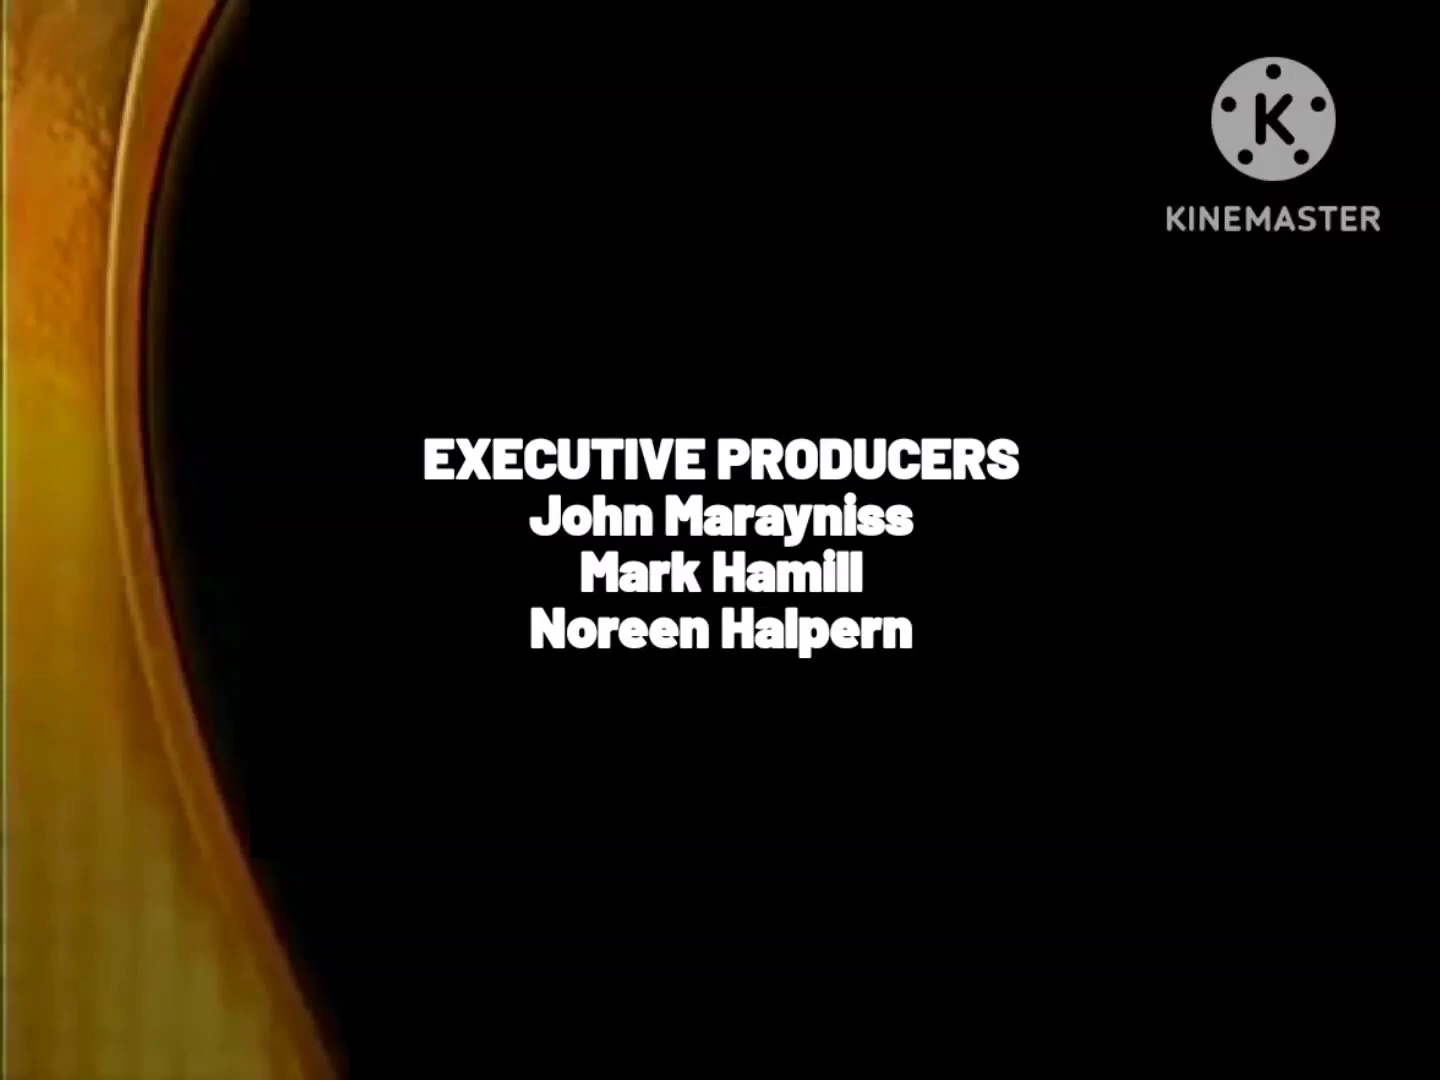 K
KINEMASTER
EXECUTIVE PRODUCERS
John Marayniss
Mark Hamill
Noreen Halpern